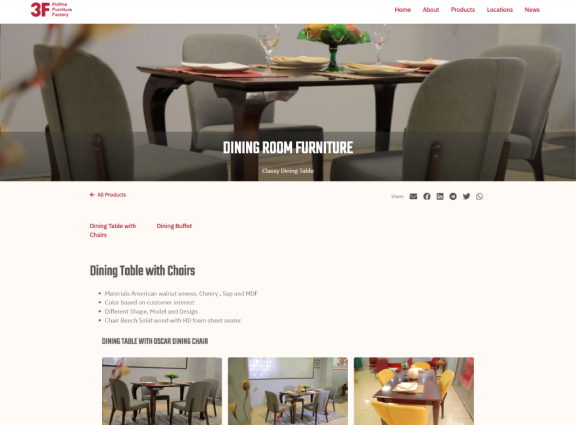 3F Finfine
Furniture
Factory
Home About Products Locations News
DINING ROOM FURNITURE
Classy Dining Table
← All Products
Share:
Dining Table with
Chairs
Dining Buffet
Dining Table with Chairs
• Materials American walnut veneer, Cheery , Sap and MDF
• Color based on customer interest
• Different Shape, Model and Design
• Chair Beech Solid wood with HD foam sheet seater
DINING TABLE WITH OSCAR DINING CHAIR